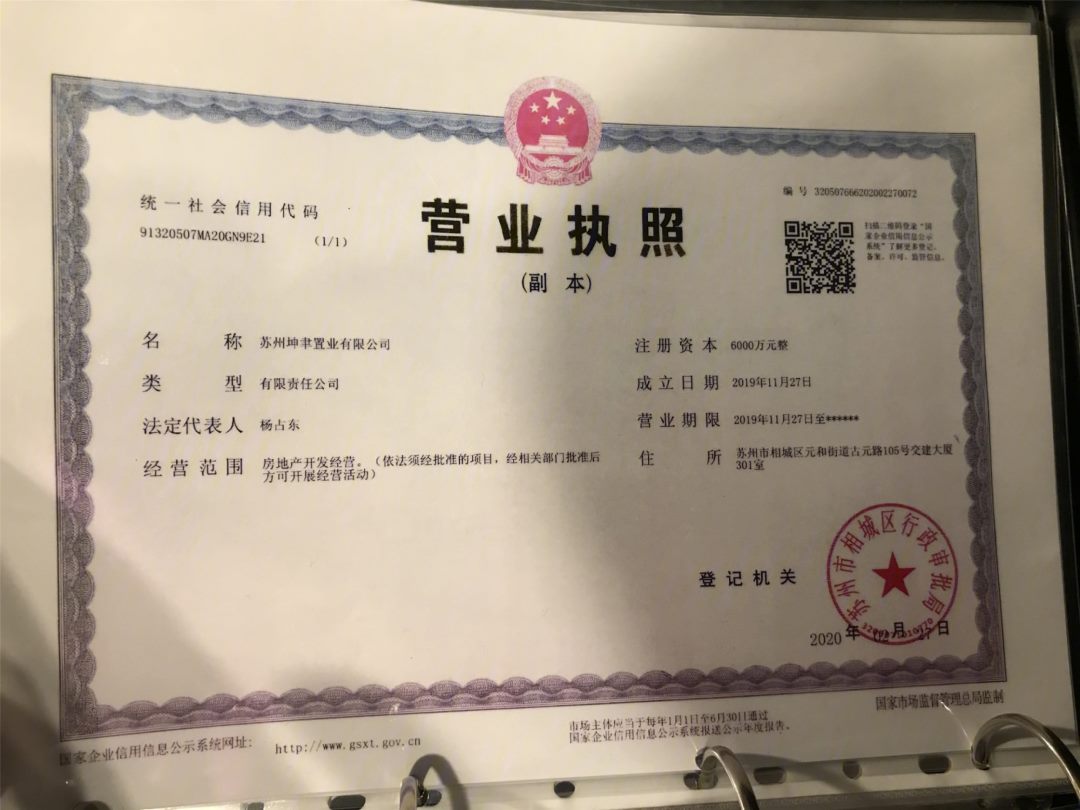 编 号 320507666202002270072
统一社会信用代码
91320507MA20GN9E21 (1/1)
营业执照
(副 本)
扫描二维码登录“国
家企业信用信息公示
系统”了解更多登记、
备案、许可、监管信息。
名 称 苏州坤聿置业有限公司
类 型 有限责任公司
法定代表人 杨占东
经营范围 房地产开发经营。(依法须经批准的项目，经相关部门批准后
方可开展经营活动)
注册资本 6000万元整
成立日期 2019年11月27日
营业期限 2019年11月27日至******
住 所 苏州市相城区元和街道古元路105号交建大厦
301室
登记机关
苏州市相城区行政审批局
2020 年 02 月 27 日
国家企业信用信息公示系统网址: http://www.gsxt.gov.cn
市场主体应当于每年1月1日至6月30日通过
国家企业信用信息公示系统报送公示年度报告。
国家市场监督管理总局监制